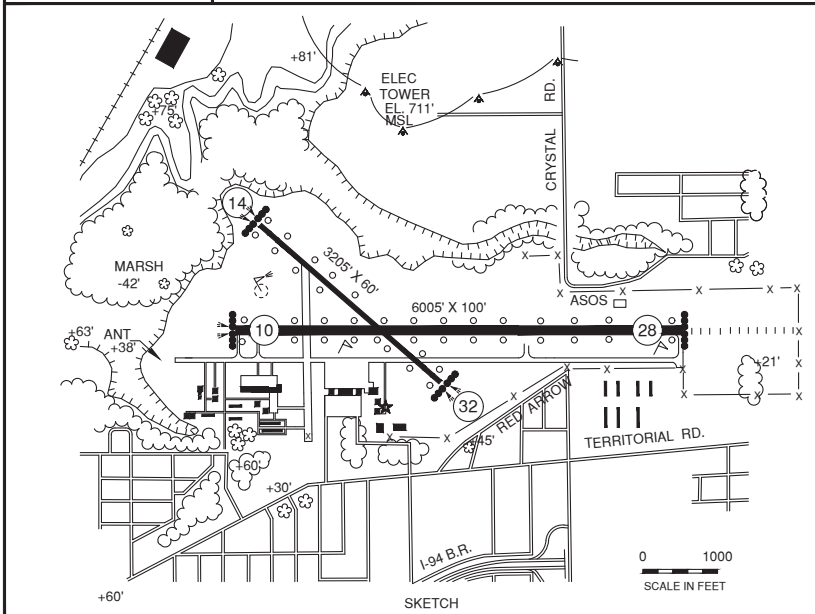 +81'
ELEC
TOWER
EL. 711'
MSL
+75'
CRYSTAL RD.
14
MARSH
-42'
3205' X 60'
ASOS
6005' X 100'
+63'
ANT
+38'
10
28
+21'
32
RED ARROW
+45'
TERRITORIAL RD.
+60'
+30'
I-94 B.R.
0 1000
SCALE IN FEET
+60'
SKETCH